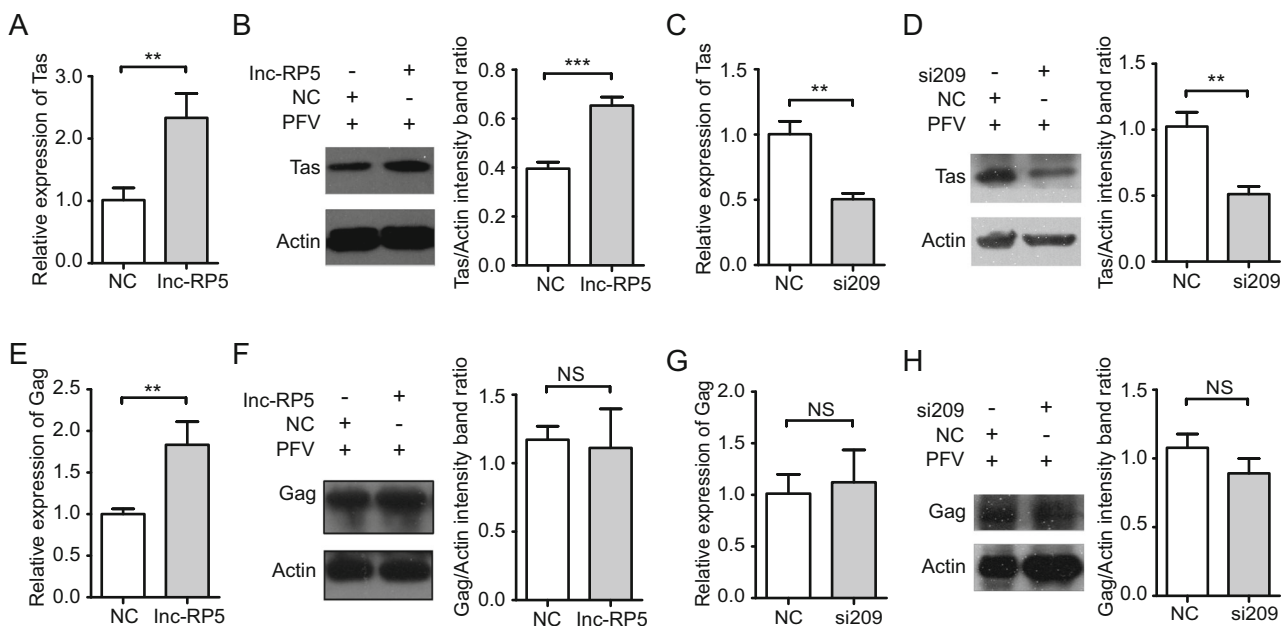 A
Relative expression of Tas
3.0
2.0
1.0
0.0
**
NC lnc-RP5
B
lnc-RP5 - +
NC + -
PFV + +
Tas
Actin
Tas/Actin intensity band ratio
0.8
0.6
0.4
0.2
0.0
***
NC lnc-RP5
C
Relative expression of Tas
1.5
1.0
0.5
0.0
**
NC si209
D
si209 - +
NC + -
PFV + +
Tas
Actin
Tas/Actin intensity band ratio
1.5
1.0
0.5
0.0
**
NC si209
E
Relative expression of Gag
2.5
2.0
1.5
1.0
0.5
0.0
**
NC lnc-RP5
F
lnc-RP5 - +
NC + -
PFV + +
Gag
Actin
Gag/Actin intensity band ratio
1.5
1.0
0.5
0.0
NS
NC lnc-RP5
G
Relative expression of Gag
2.0
1.5
1.0
0.5
0.0
NS
NC si209
H
si209 - +
NC + -
PFV + +
Gag
Actin
Gag/Actin intensity band ratio
1.5
1.0
0.5
0.0
NS
NC si209